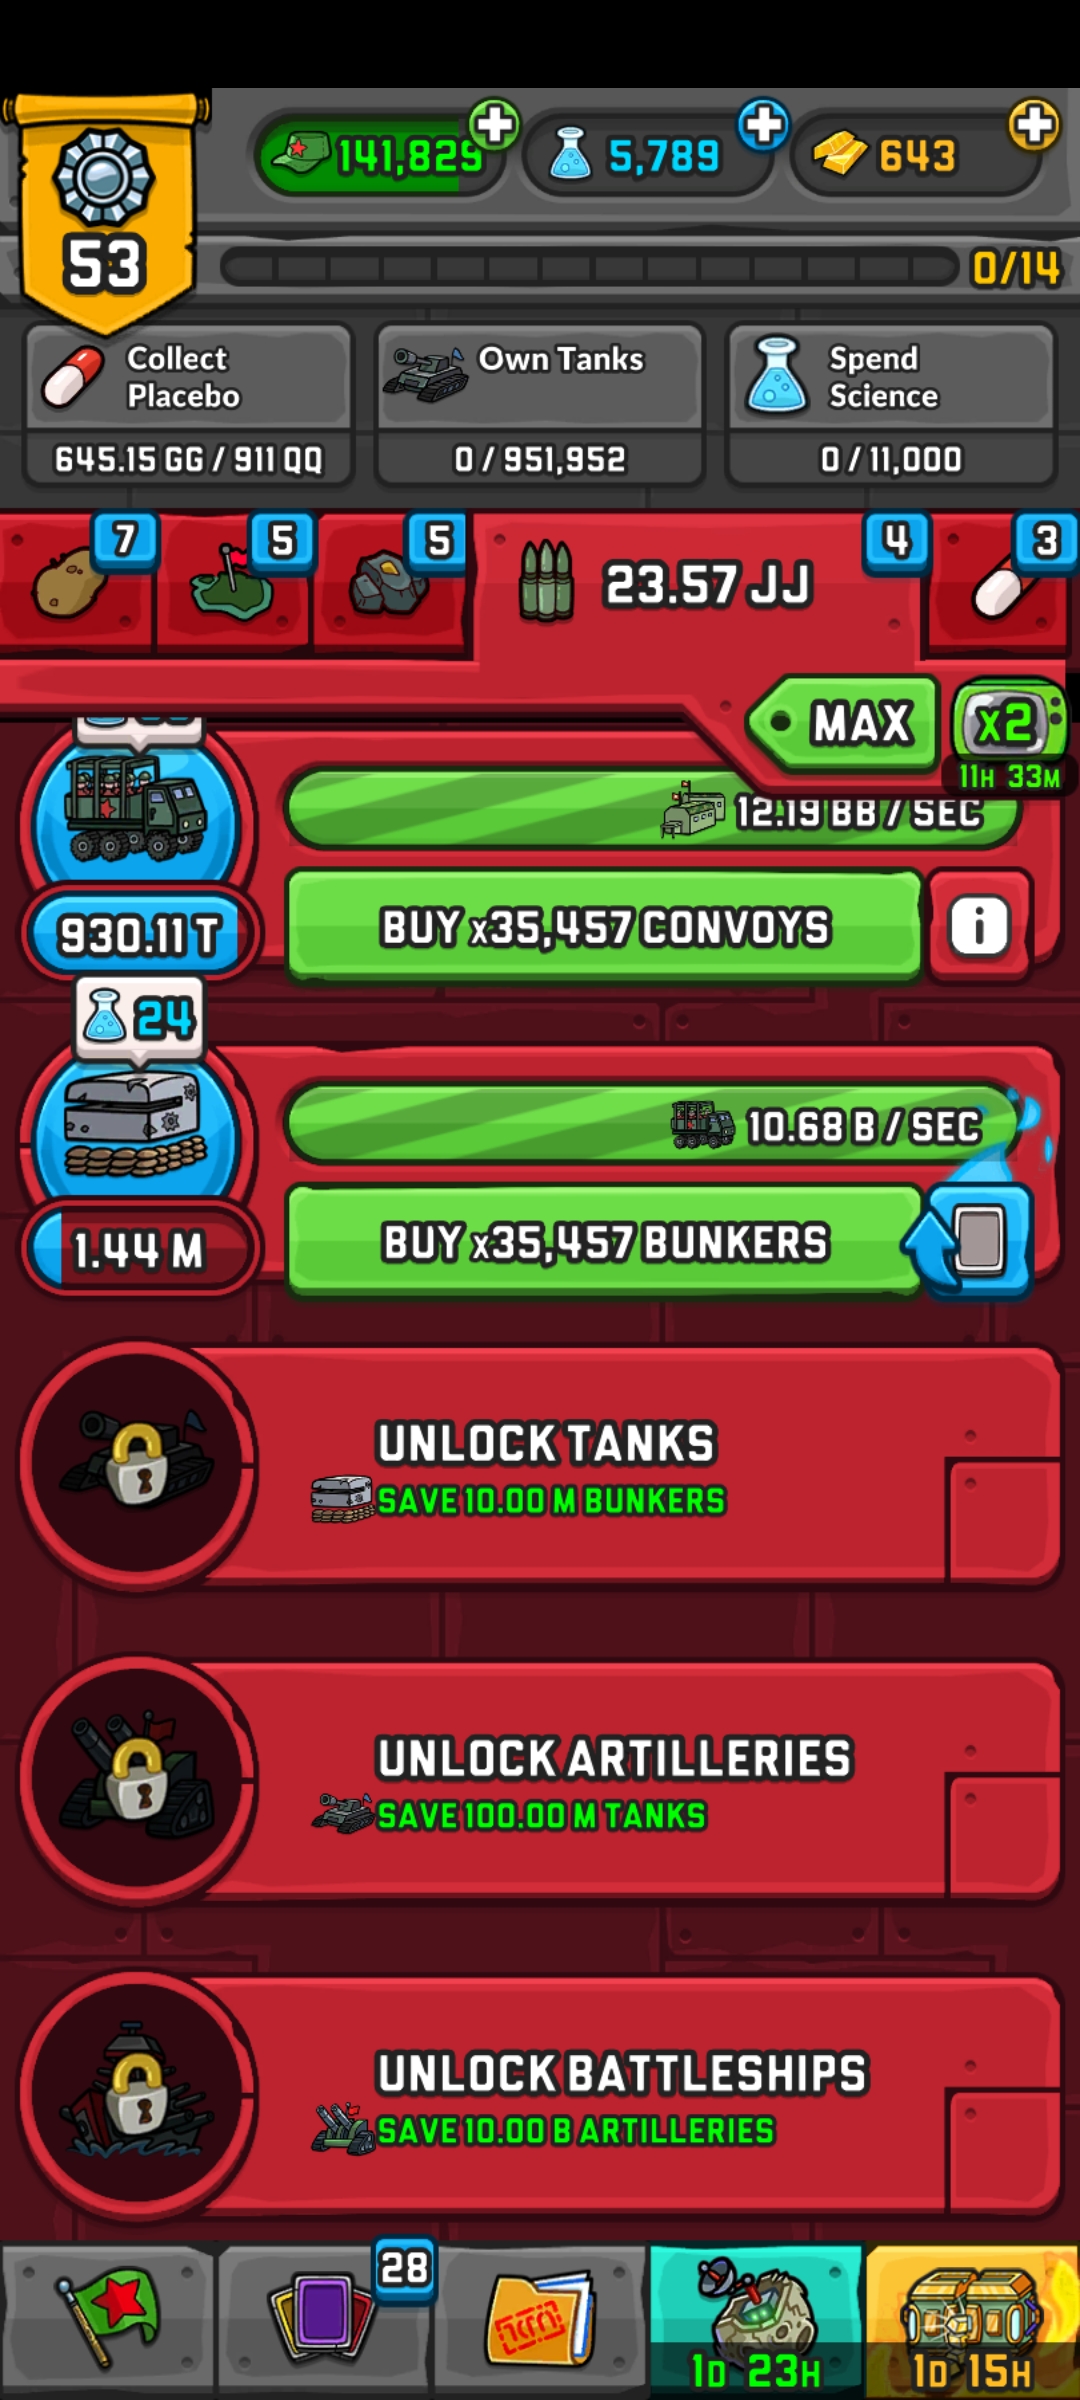 141,829
5,789
643
53
0/14
Collect
Placebo
645.15 GG / 911 QQ
Own Tanks
0 / 951,952
Spend
Science
0 / 11,000
7
5
5
23.57 JJ
4
3
MAX
x2
11H 33M
12.19 BB / SEC
930.11 T
BUY x35,457 CONVOYS
i
24
10.68 B / SEC
1.44 M
BUY x35,457 BUNKERS
UNLOCK TANKS
SAVE 10.00 M BUNKERS
UNLOCK ARTILLERIES
SAVE 100.00 M TANKS
UNLOCK BATTLESHIPS
SAVE 10.00 B ARTILLERIES
28
1D 23H
1D 15H